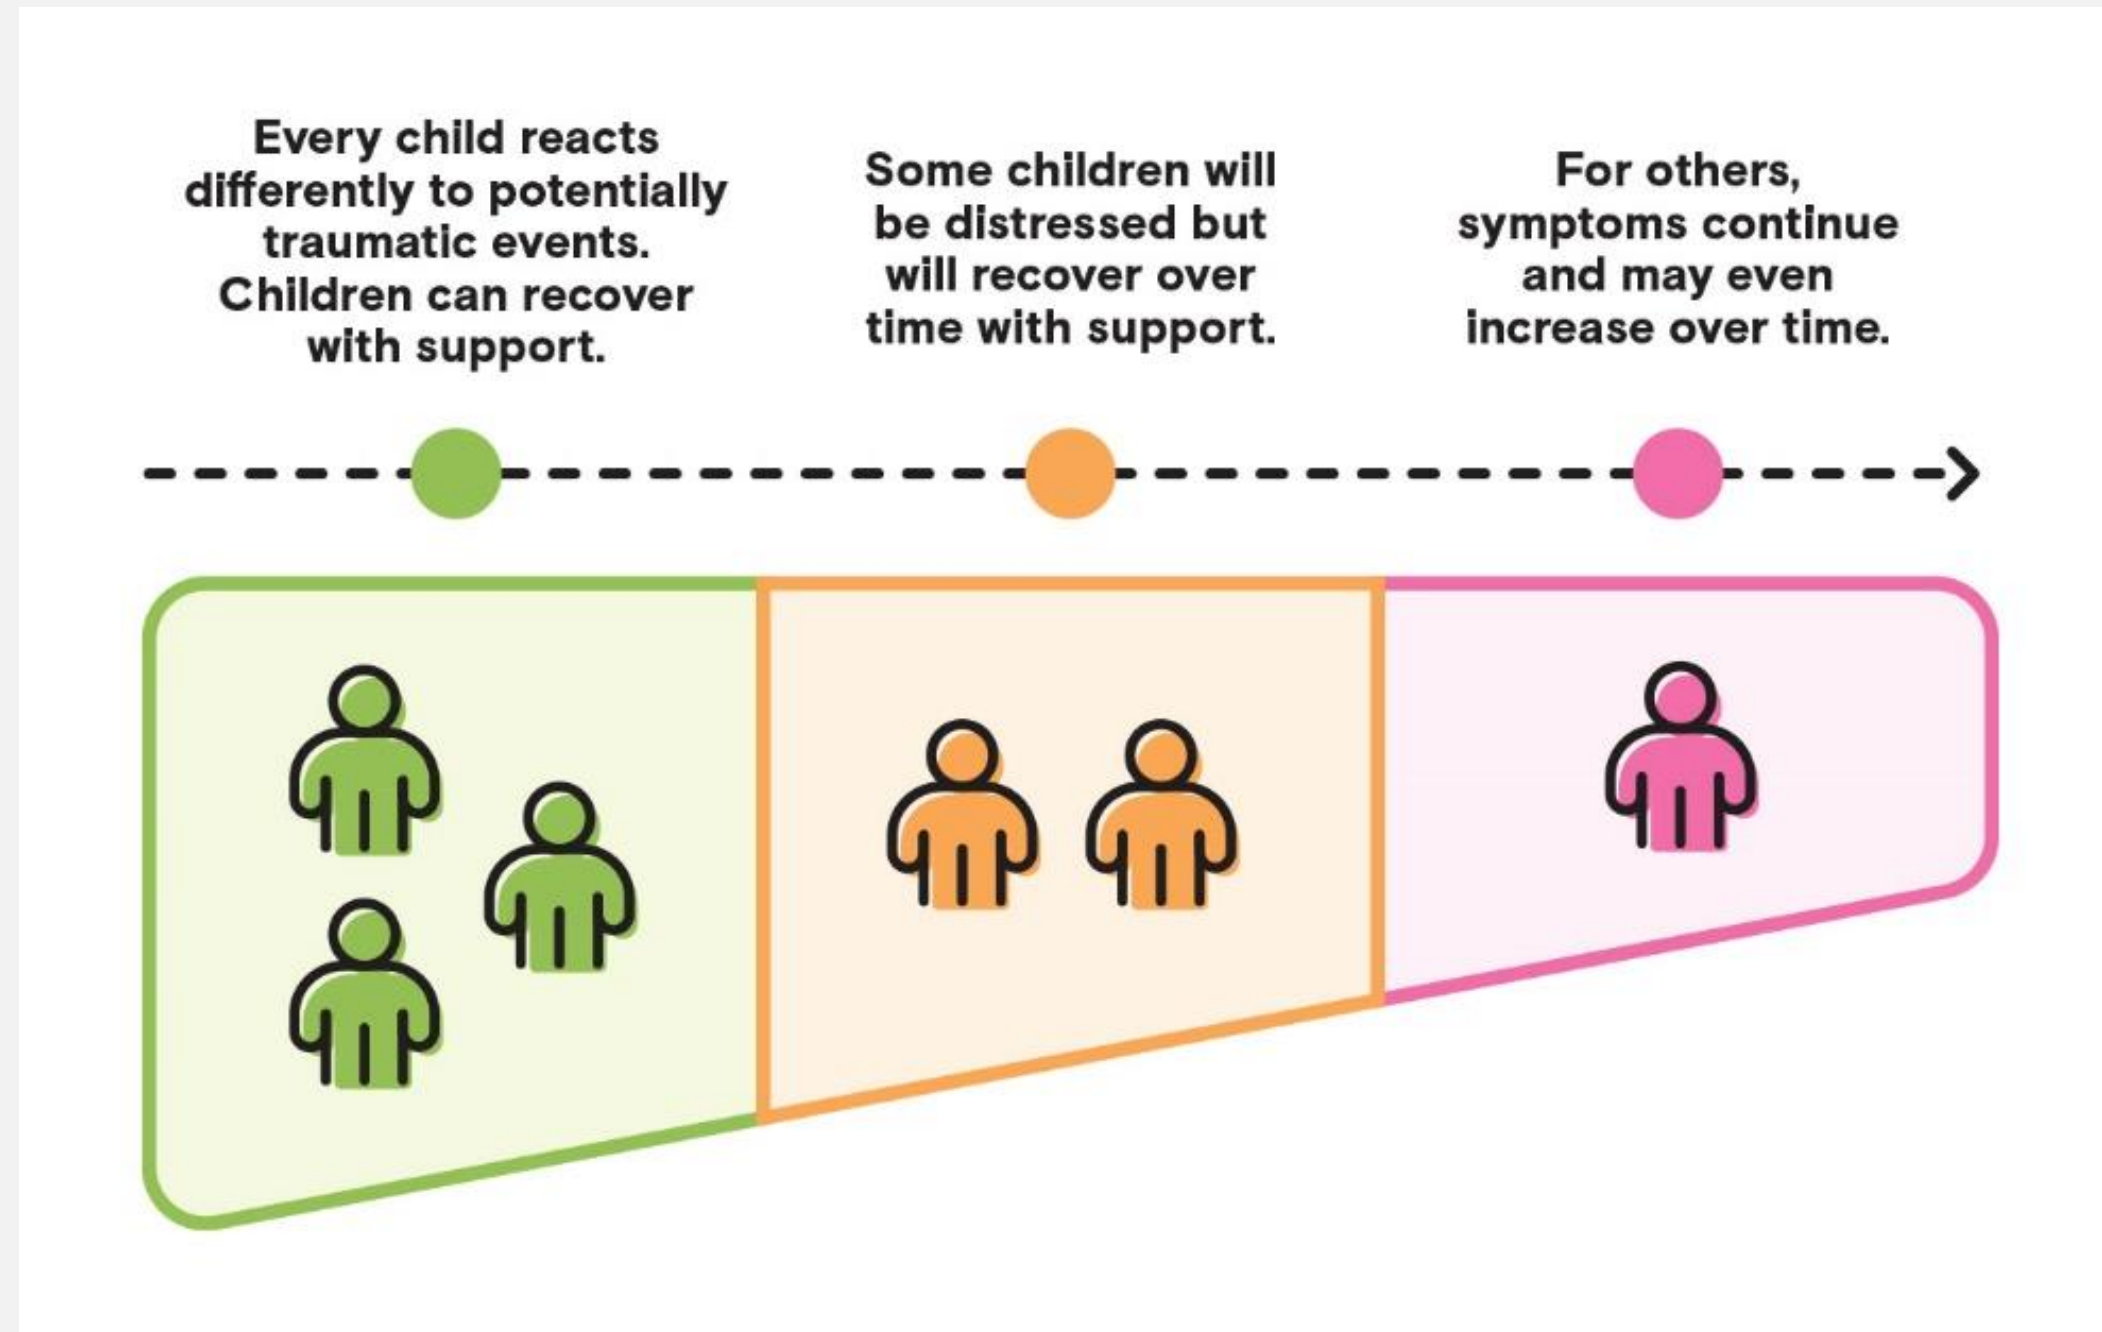 Every child reacts
differently to potentially
traumatic events.
Children can recover
with support.
Some children will
be distressed but
will recover over
time with support.
For others,
symptoms continue
and may even
increase over time.